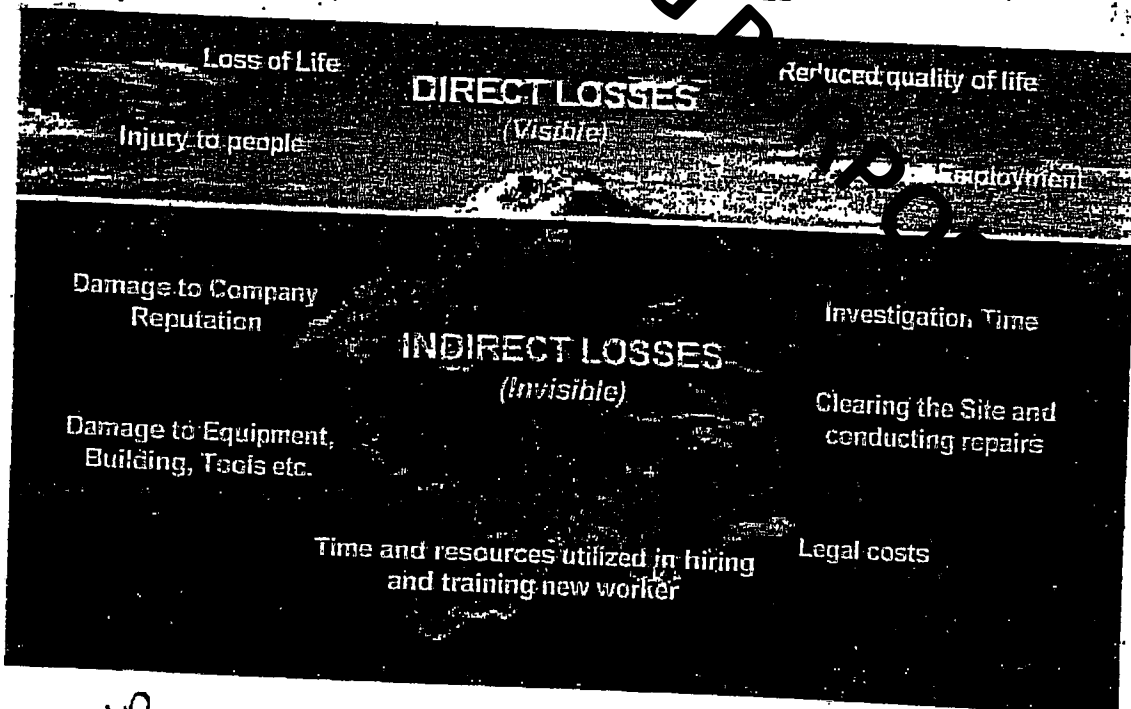 Loss of Life
DIRECT LOSSES
(Visible)
Reduced quality of life
Injury to people
Employment
Damage to Company
Reputation
Investigation Time
INDIRECT LOSSES
(Invisible)
Clearing the Site and
conducting repairs
Damage to Equipment,
Building, Tools etc.
Time and resources utilized in hiring
and training new worker
Legal costs